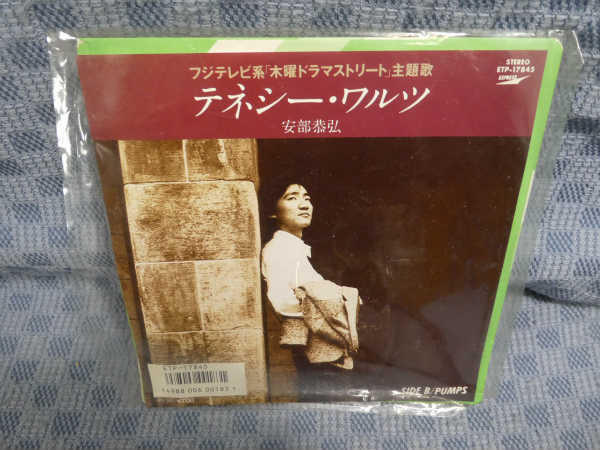 STEREO
ETP-17845
EXPRESS
フジテレビ系「木曜ドラマストリート」主題歌
テネシー・ワルツ
安部恭弘
ETP-17840
SIDE B/PUMPS